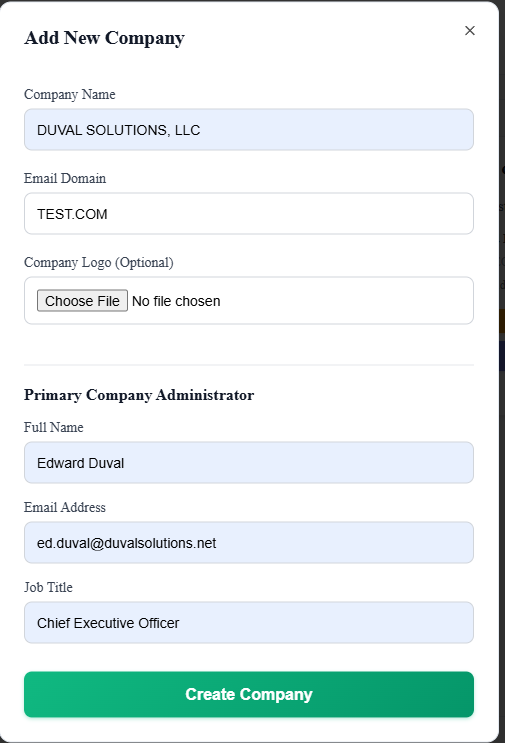 Add New Company
×
Company Name
DUVAL SOLUTIONS, LLC
Email Domain
TEST.COM
Company Logo (Optional)
Choose File No file chosen
Primary Company Administrator
Full Name
Edward Duval
Email Address
ed.duval@duvalsolutions.net
Job Title
Chief Executive Officer
Create Company